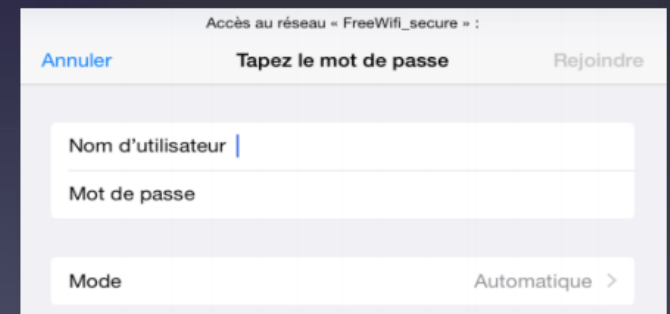 Accès au réseau « FreeWifi_secure » :
Annuler Tapez le mot de passe Rejoindre
Nom d'utilisateur
Mot de passe
Mode Automatique >